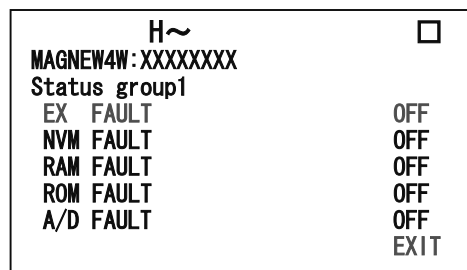 H～ □
MAGNEW4W:XXXXXXXX
Status group1
EX FAULT OFF
NVM FAULT OFF
RAM FAULT OFF
ROM FAULT OFF
A/D FAULT OFF
EXIT